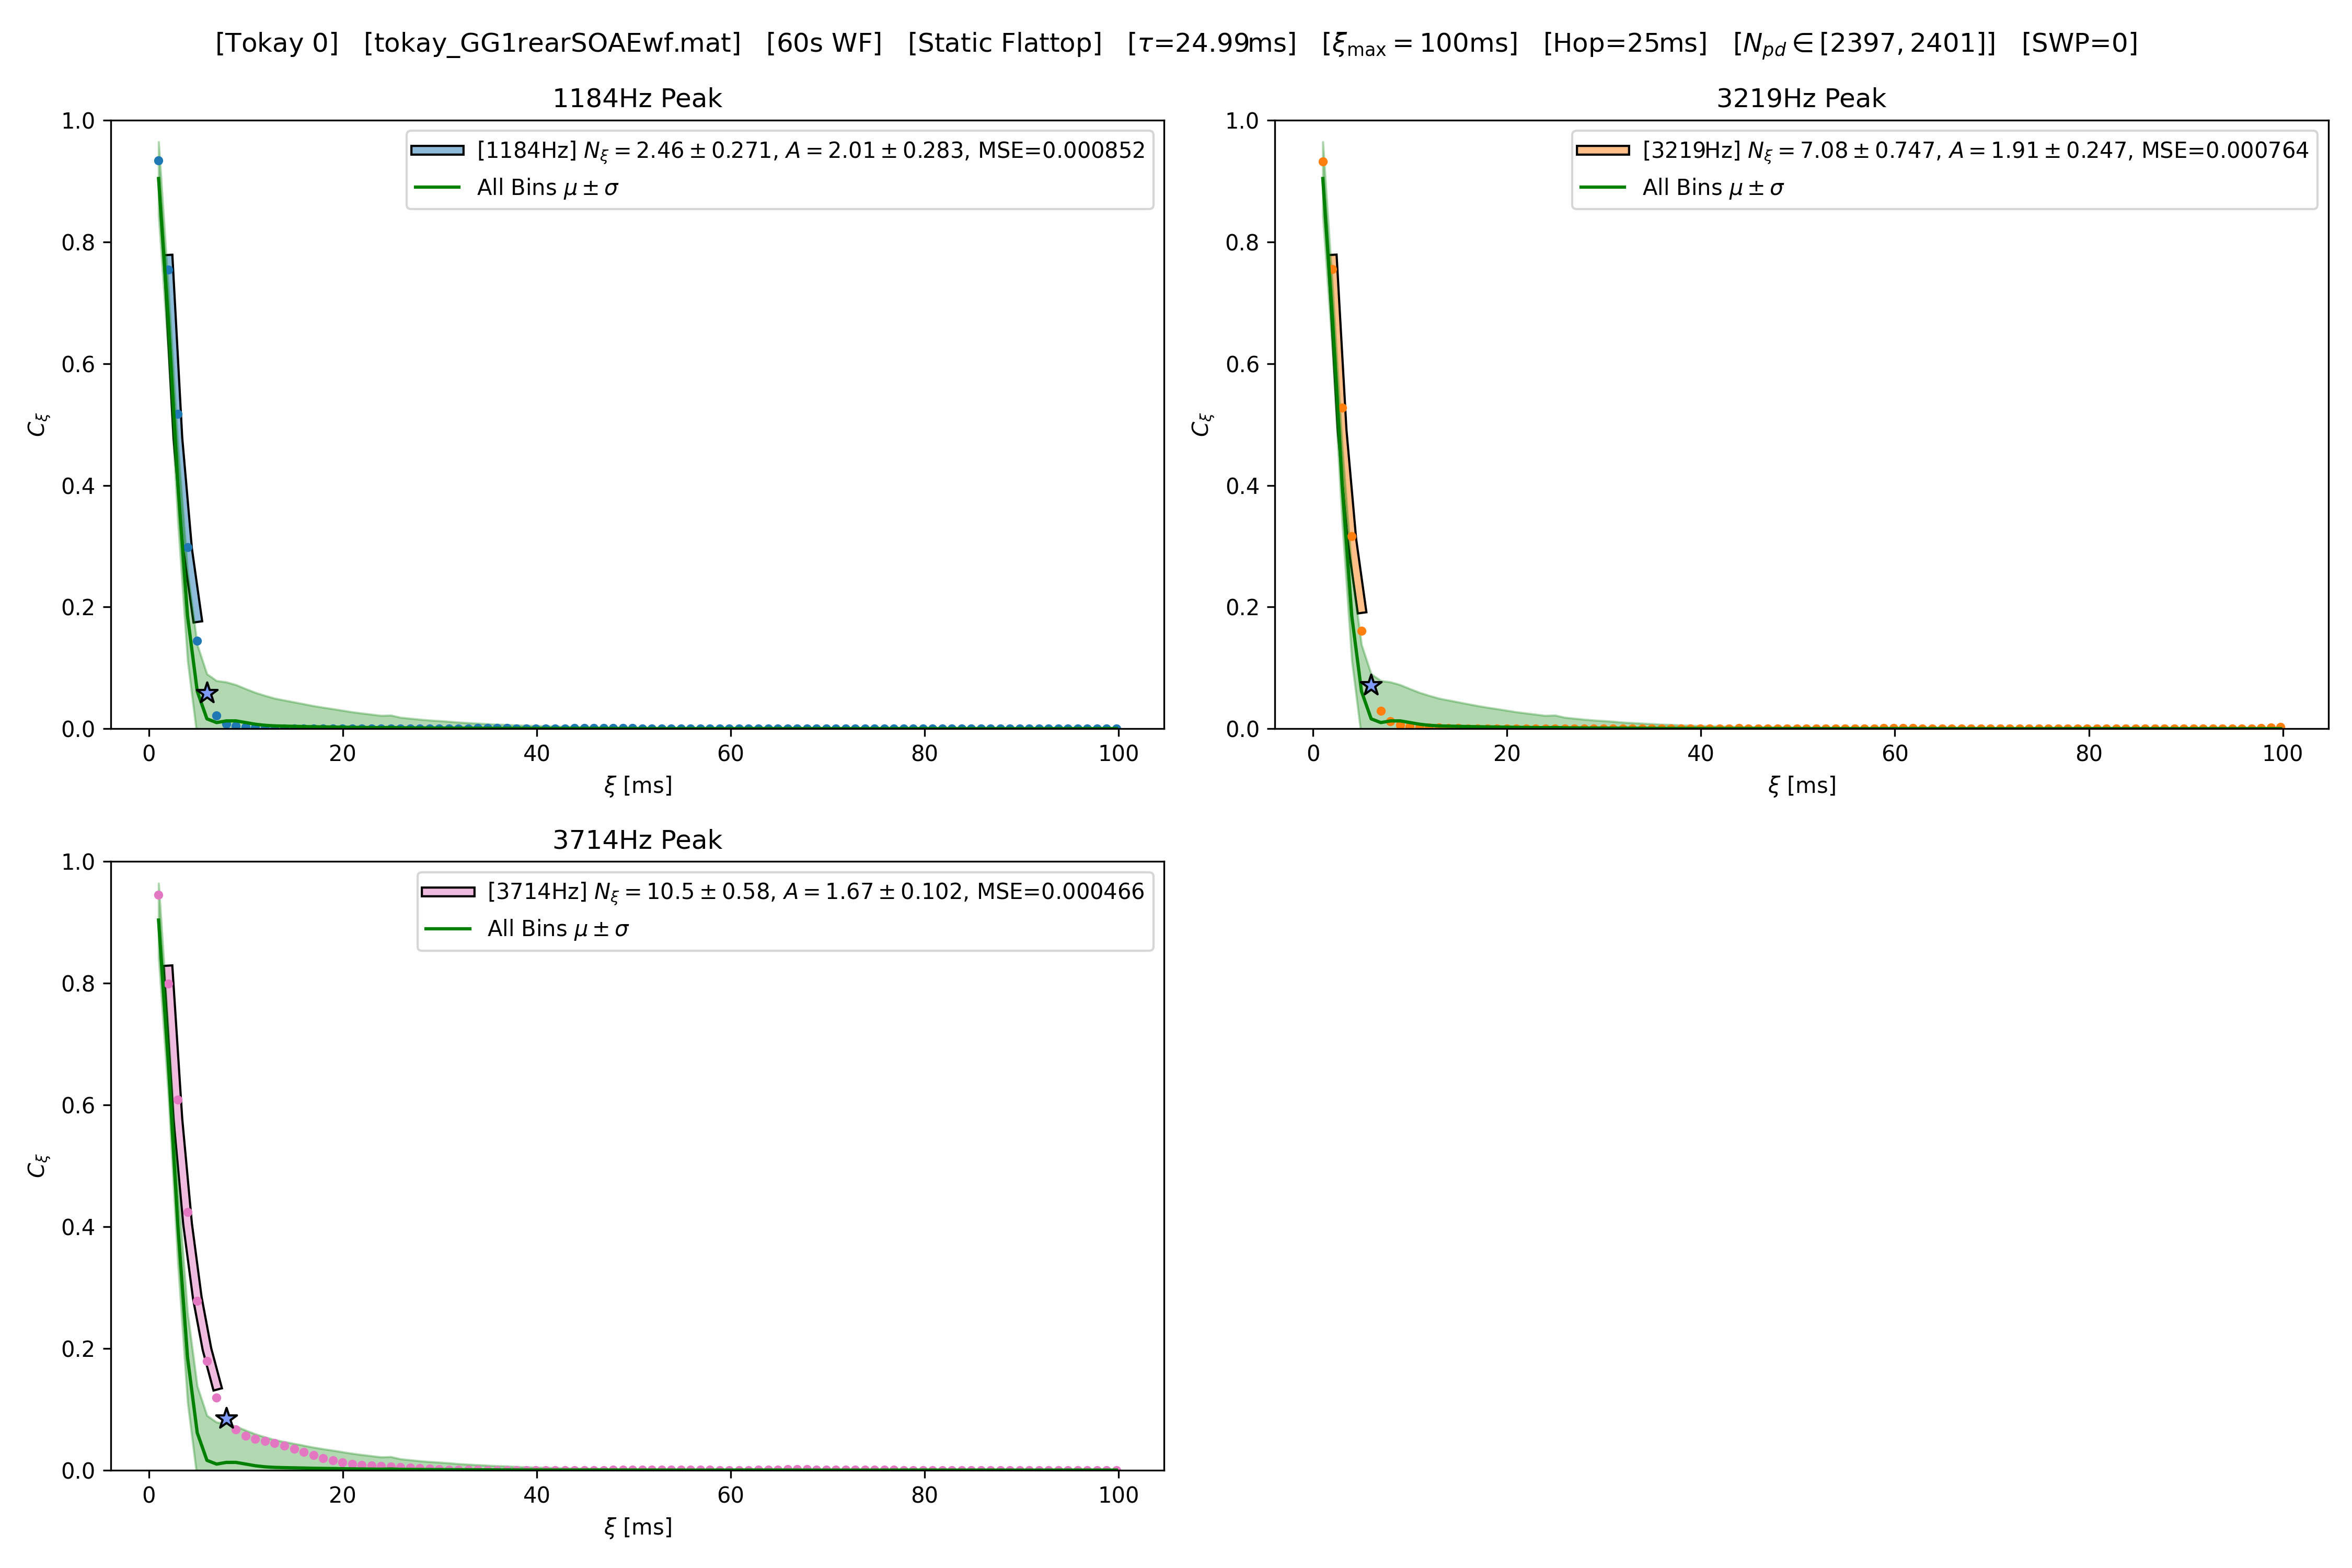 [Tokay 0] [tokay_GG1rearSOAEwf.mat] [60s WF] [Static Flattop] [τ=24.99ms] [ξmax = 100ms] [Hop=25ms] [Npd ∈ [2397, 2401]] [SWP=0]
1184Hz Peak
[1184Hz] Nξ = 2.46 ± 0.271, A = 2.01 ± 0.283, MSE=0.000852
All Bins μ ± σ
1.0
0.8
0.6
0.4
0.2
0.0
Cξ
0 20 40 60 80 100
ξ [ms]
3219Hz Peak
[3219Hz] Nξ = 7.08 ± 0.747, A = 1.91 ± 0.247, MSE=0.000764
All Bins μ ± σ
1.0
0.8
0.6
0.4
0.2
0.0
Cξ
0 20 40 60 80 100
ξ [ms]
3714Hz Peak
[3714Hz] Nξ = 10.5 ± 0.58, A = 1.67 ± 0.102, MSE=0.000466
All Bins μ ± σ
1.0
0.8
0.6
0.4
0.2
0.0
Cξ
0 20 40 60 80 100
ξ [ms]